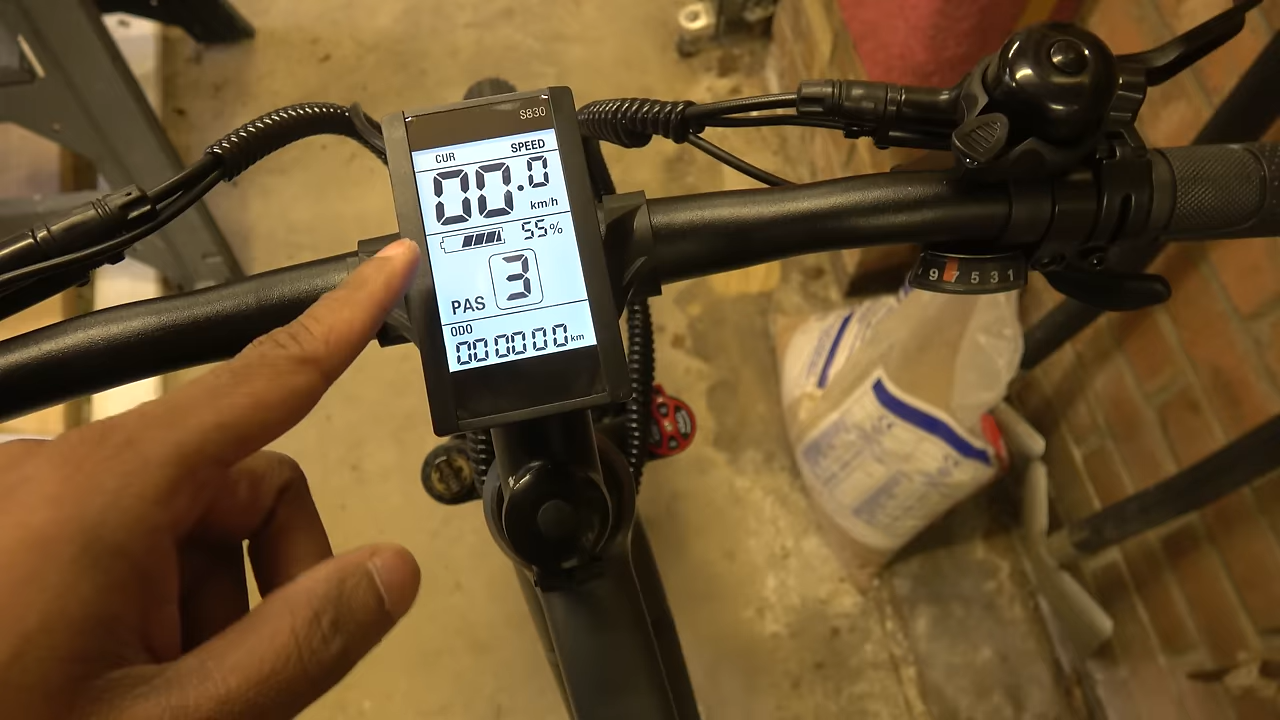 S830
CUR SPEED
00.0
km/h
55%
3
PAS
ODO
000000 km
9 7 5 3 1